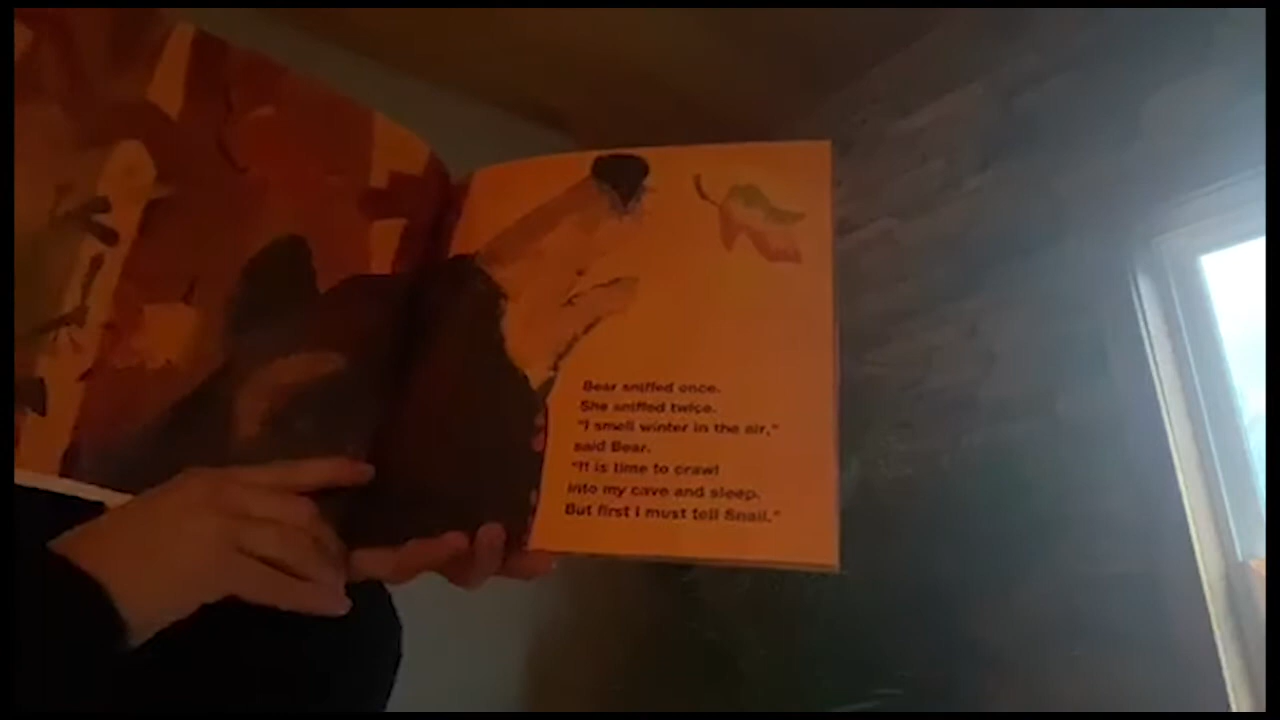 Bear sniffed once.
She sniffed twice.
"I smell winter in the air,"
said Bear.
"It is time to crawl
into my cave and sleep.
But first I must tell Snail."